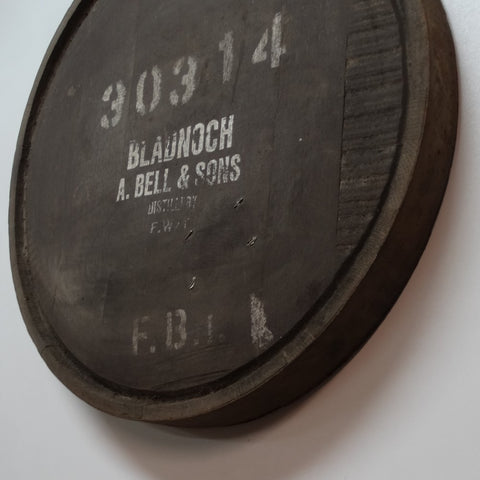 30314
BLADNOCH
A. BELL & SONS
DISTILLERY
F.B.